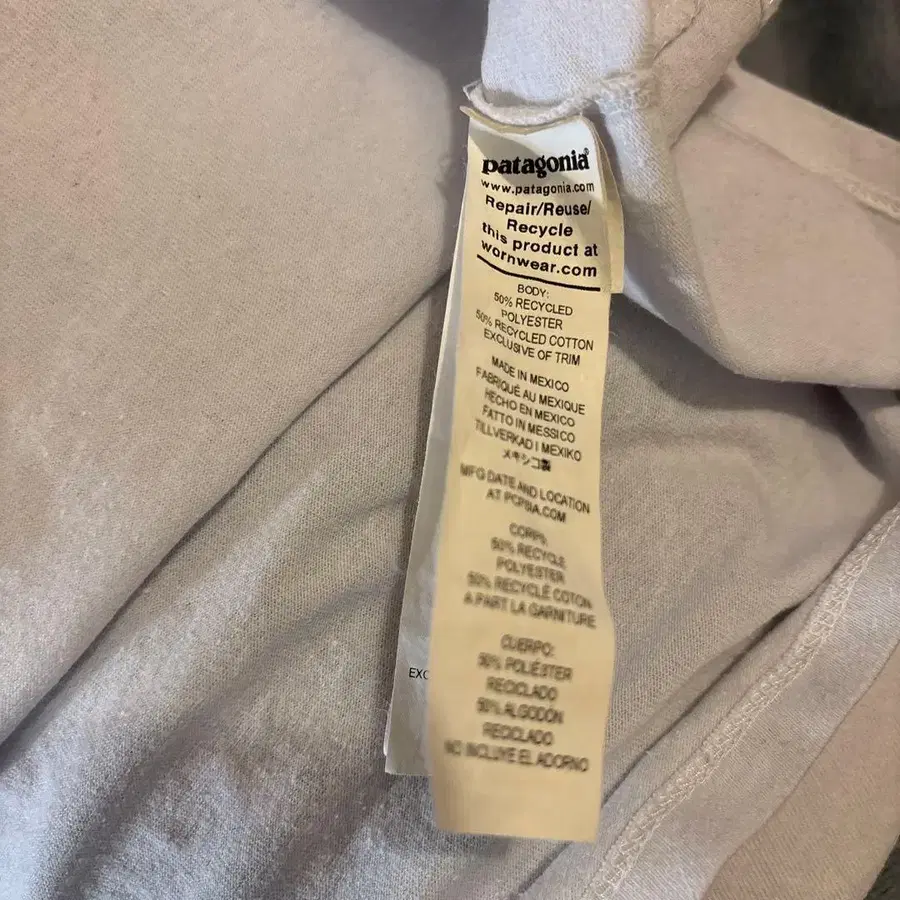 patagonia®
www.patagonia.com
Repair/Reuse/
Recycle
this product at
wornwear.com
BODY:
50% RECYCLED
POLYESTER
50% RECYCLED COTTON
EXCLUSIVE OF TRIM
MADE IN MEXICO
FABRIQUÉ AU MEXIQUE
HECHO EN MEXICO
FATTO IN MESSICO
TILLVERKAD I MEXIKO
メキシコ製
MFG DATE AND LOCATION
AT PCPSIA.COM
CORPS:
50% RECYCLE
POLYESTER
50% RECYCLÉ COTON
A PART LA GARNITURE
CUERPO:
50% POLIÉSTER
RECICLADO
50% ALGODÓN
RECICLADO
NO INCLUYE EL ADORNO
EXC